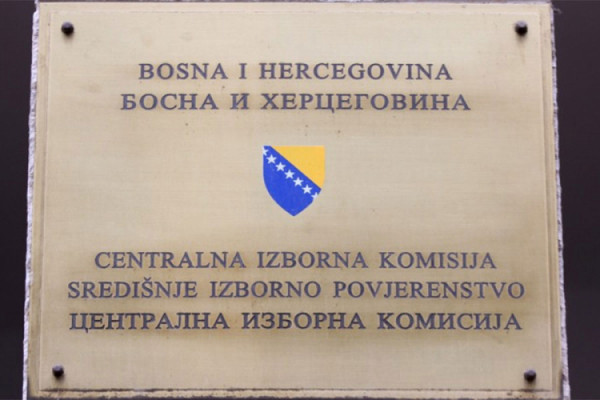 BOSNA I HERCEGOVINA
БОСНА И ХЕРЦЕГОВИНА
CENTRALNA IZBORNA KOMISIJA
SREDIŠNJE IZBORNO POVJERENSTVO
ЦЕНТРАЛНА ИЗБОРНА КОМИСИЈА